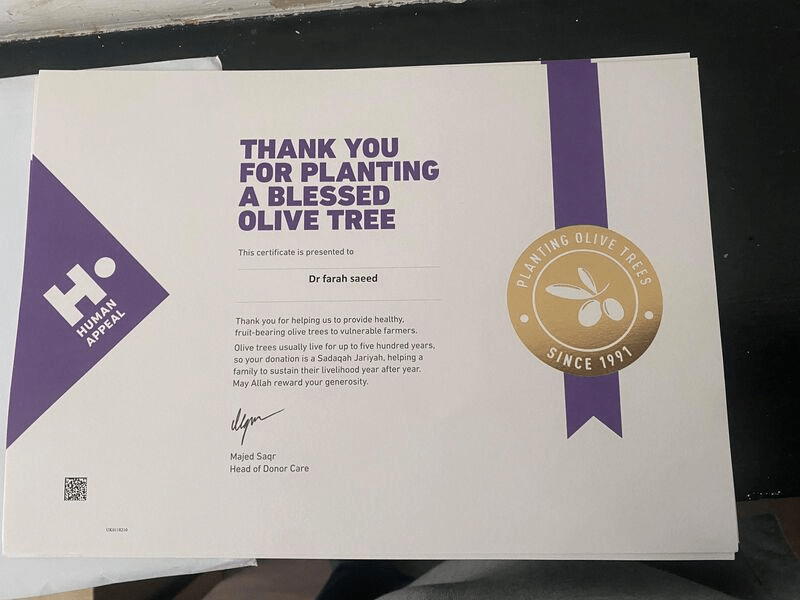 THANK YOU
FOR PLANTING
A BLESSED
OLIVE TREE
This certificate is presented to
Dr farah saeed
Thank you for helping us to provide healthy,
fruit-bearing olive trees to vulnerable farmers.
Olive trees usually live for up to five hundred years,
so your donation is a Sadaqah Jariyah, helping a
family to sustain their livelihood year after year.
May Allah reward your generosity.
Majed Saqr
Head of Donor Care
H.
HUMAN
APPEAL
PLANTING OLIVE TREES
SINCE 1991